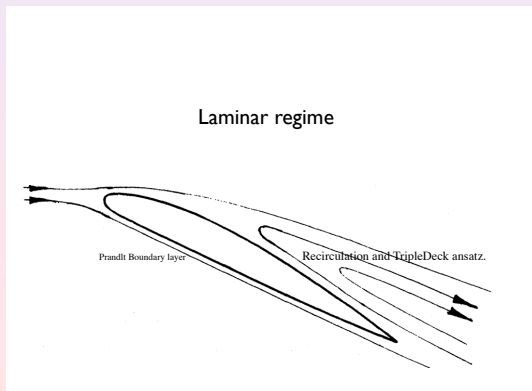 Laminar regime
Prandlt Boundary layer
Recirculation and TripleDeck ansatz.